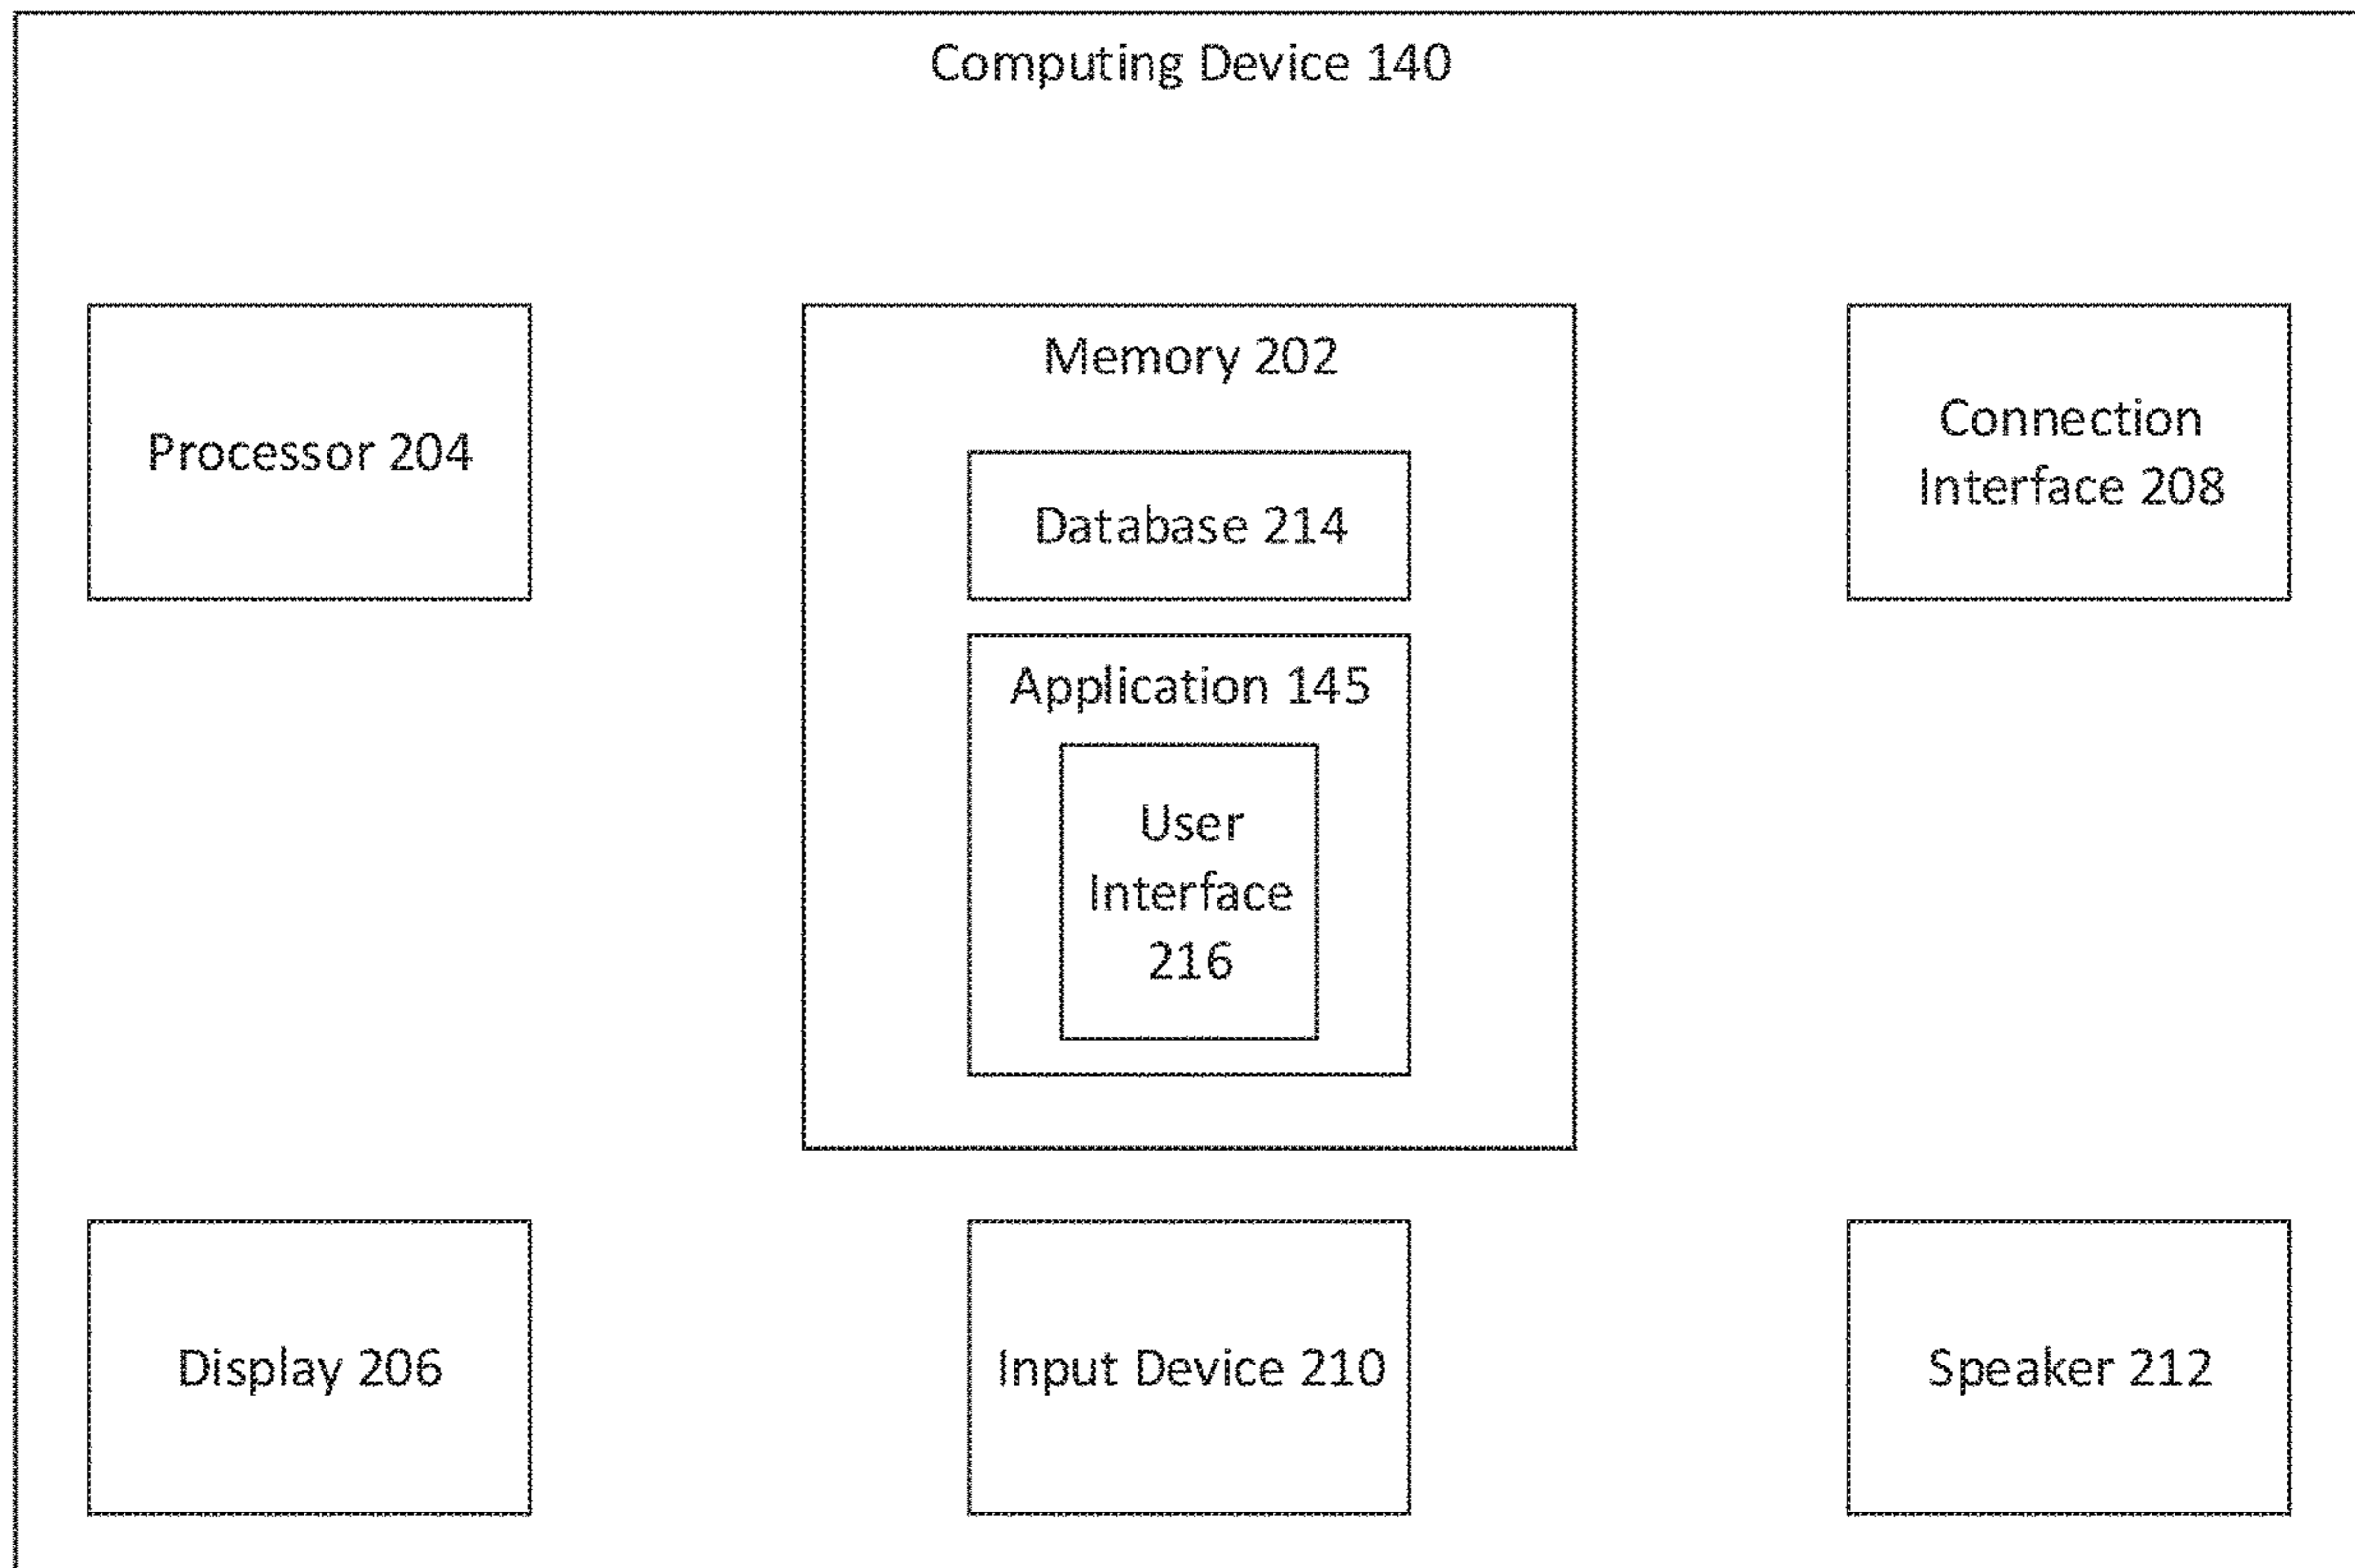 Computing Device 140
Processor 204
Memory 202
Database 214
Application 145
User
Interface
216
Connection
Interface 208
Display 206
Input Device 210
Speaker 212